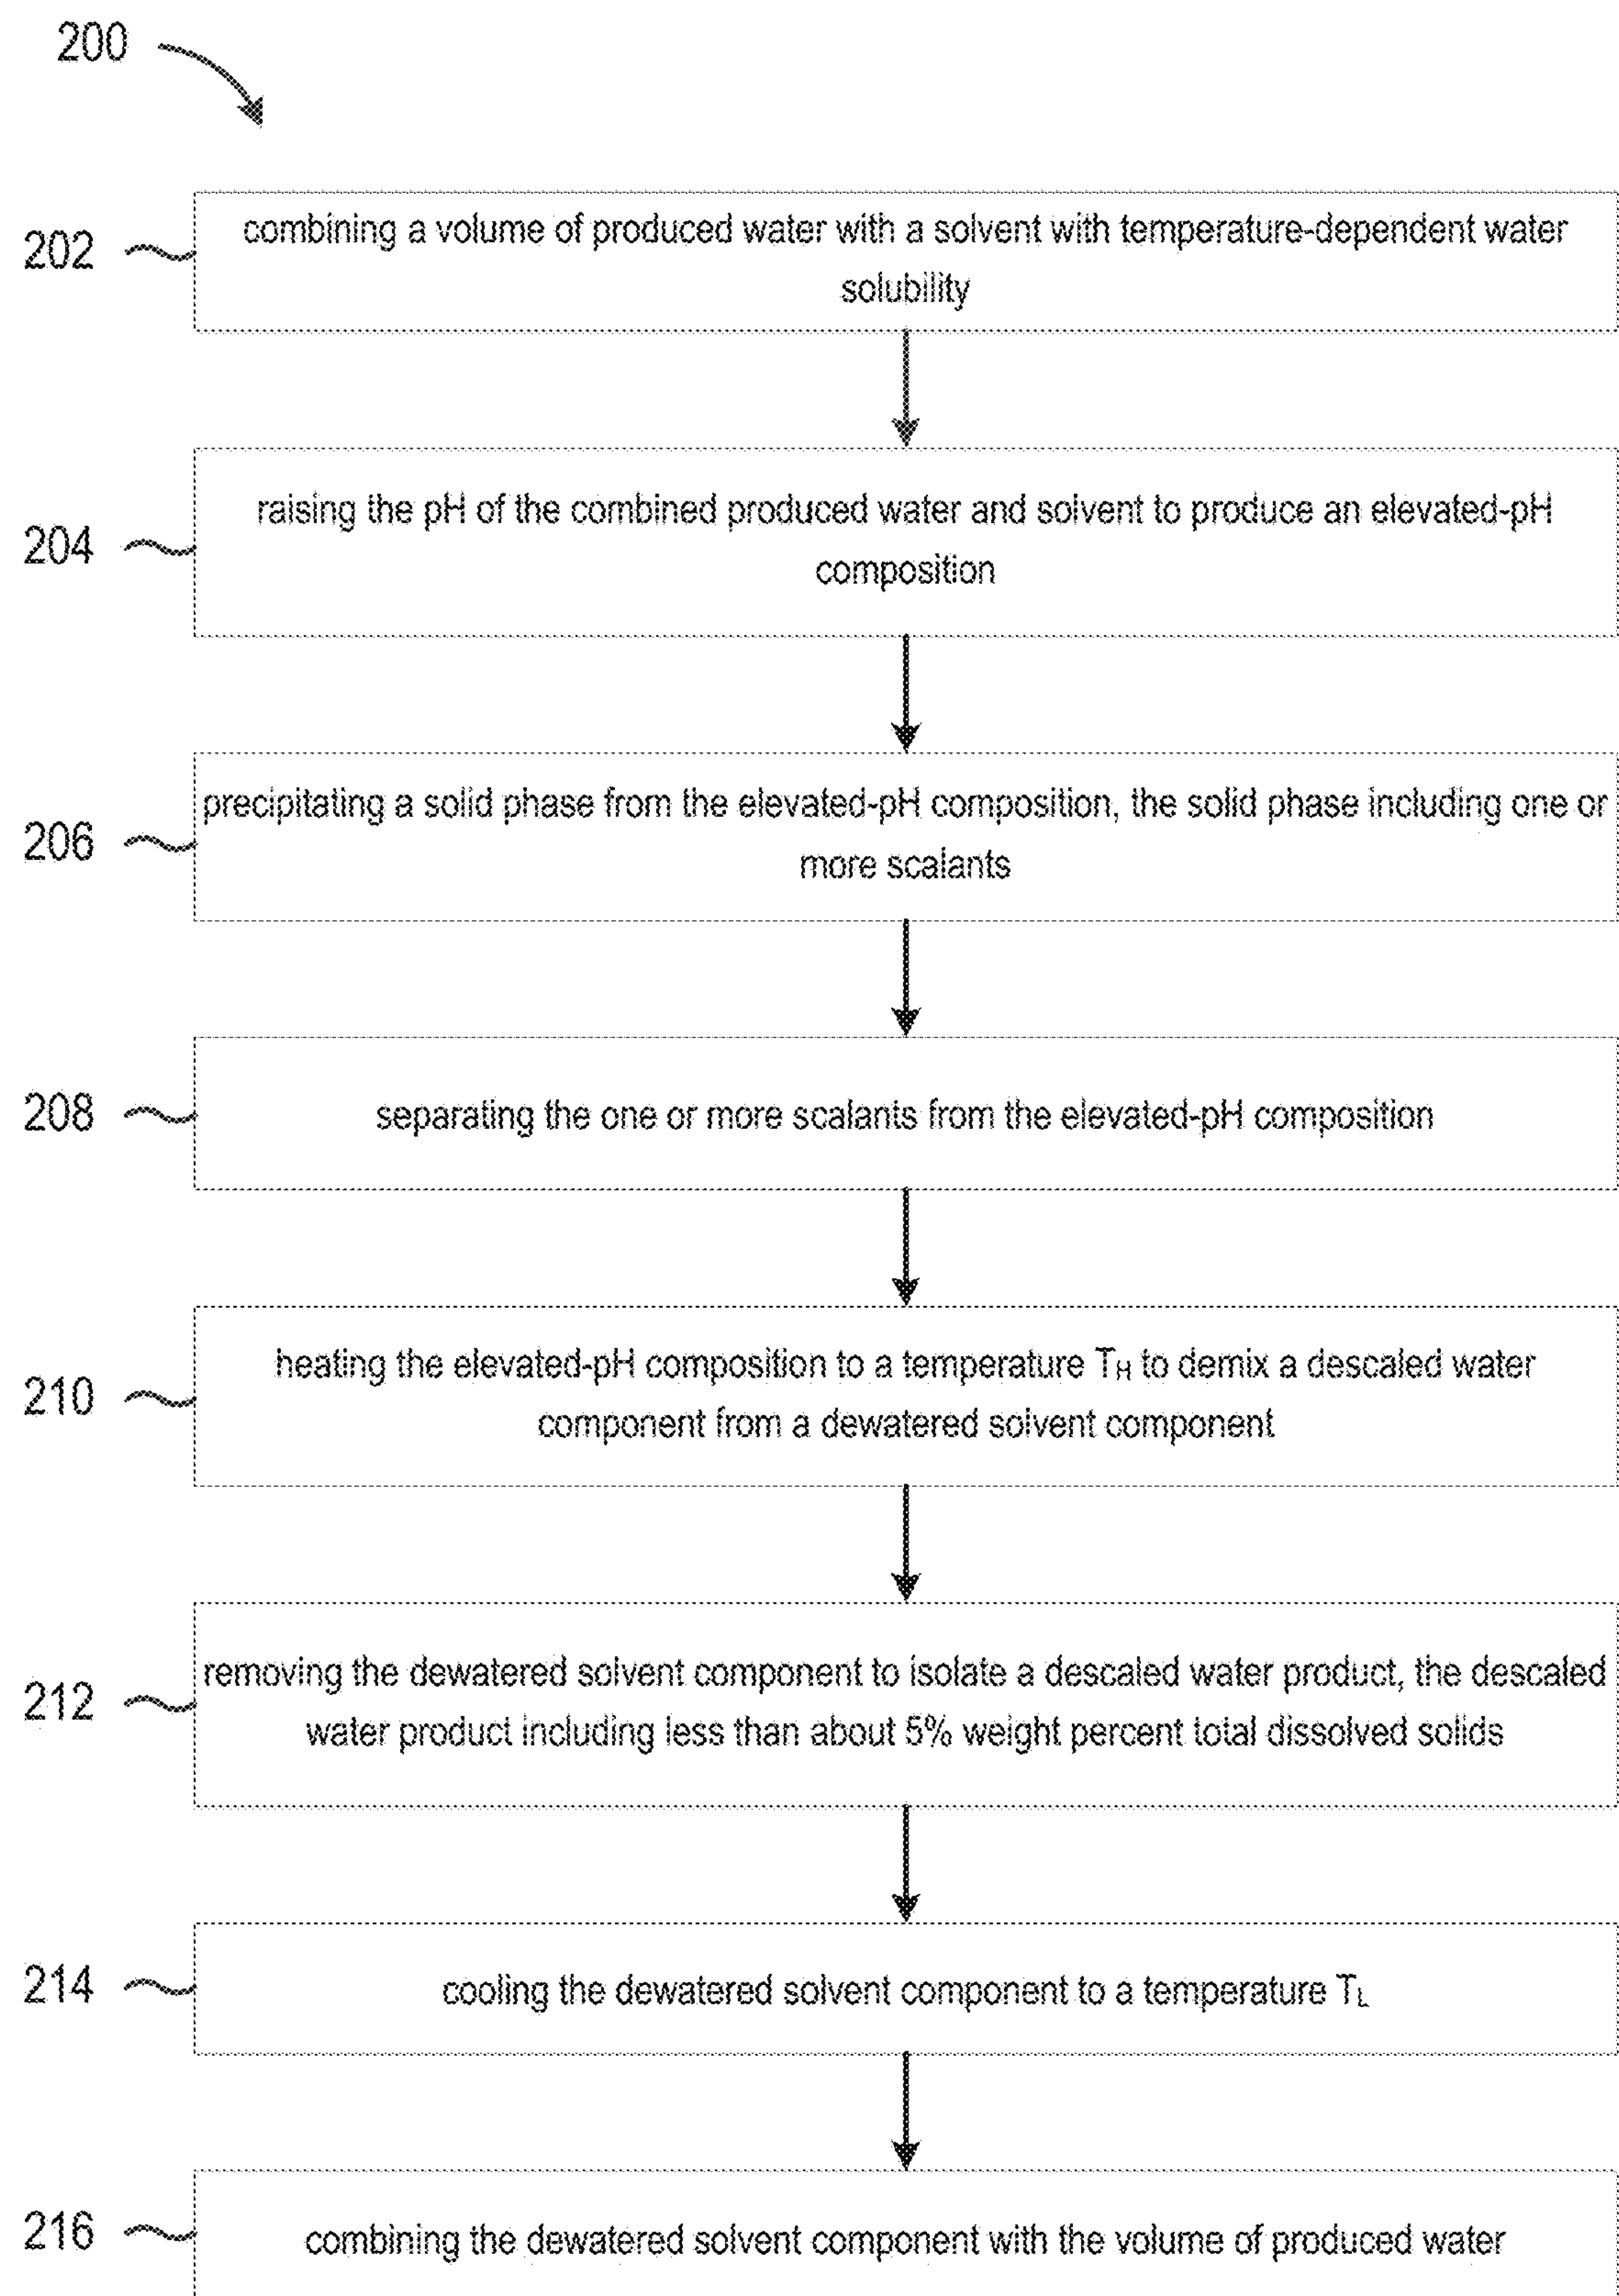 200
202
combining a volume of produced water with a solvent with temperature-dependent water
solubility
204
raising the pH of the combined produced water and solvent to produce an elevated-pH
composition
206
precipitating a solid phase from the elevated-pH composition, the solid phase including one or
more scalants
208
separating the one or more scalants from the elevated-pH composition
210
heating the elevated-pH composition to a temperature TH to demix a descaled water
component from a dewatered solvent component
212
removing the dewatered solvent component to isolate a descaled water product, the descaled
water product including less than about 5% weight percent total dissolved solids
214
cooling the dewatered solvent component to a temperature TL
216
combining the dewatered solvent component with the volume of produced water